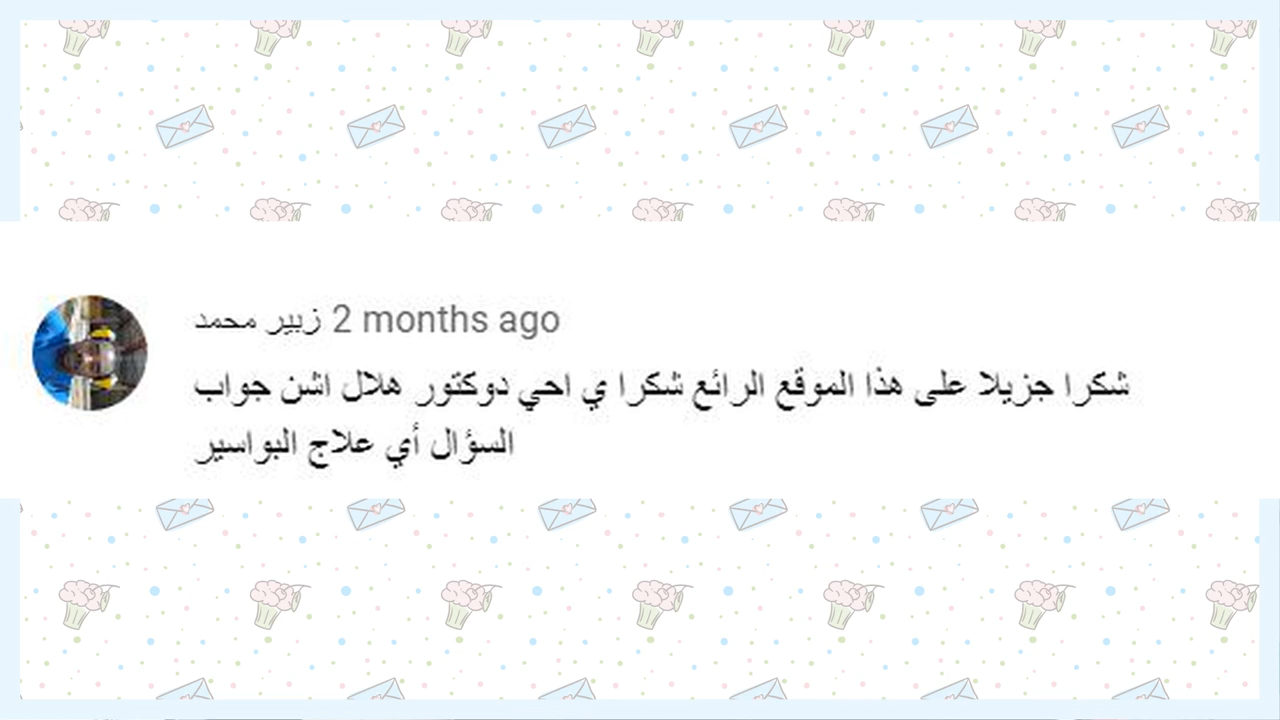 زبير محمد 2 months ago
شكرا جزيلا على هذا الموقع الرائع شكرا ي احي دوكتور هلال اشن جواب
السؤال أي علاج البواسير